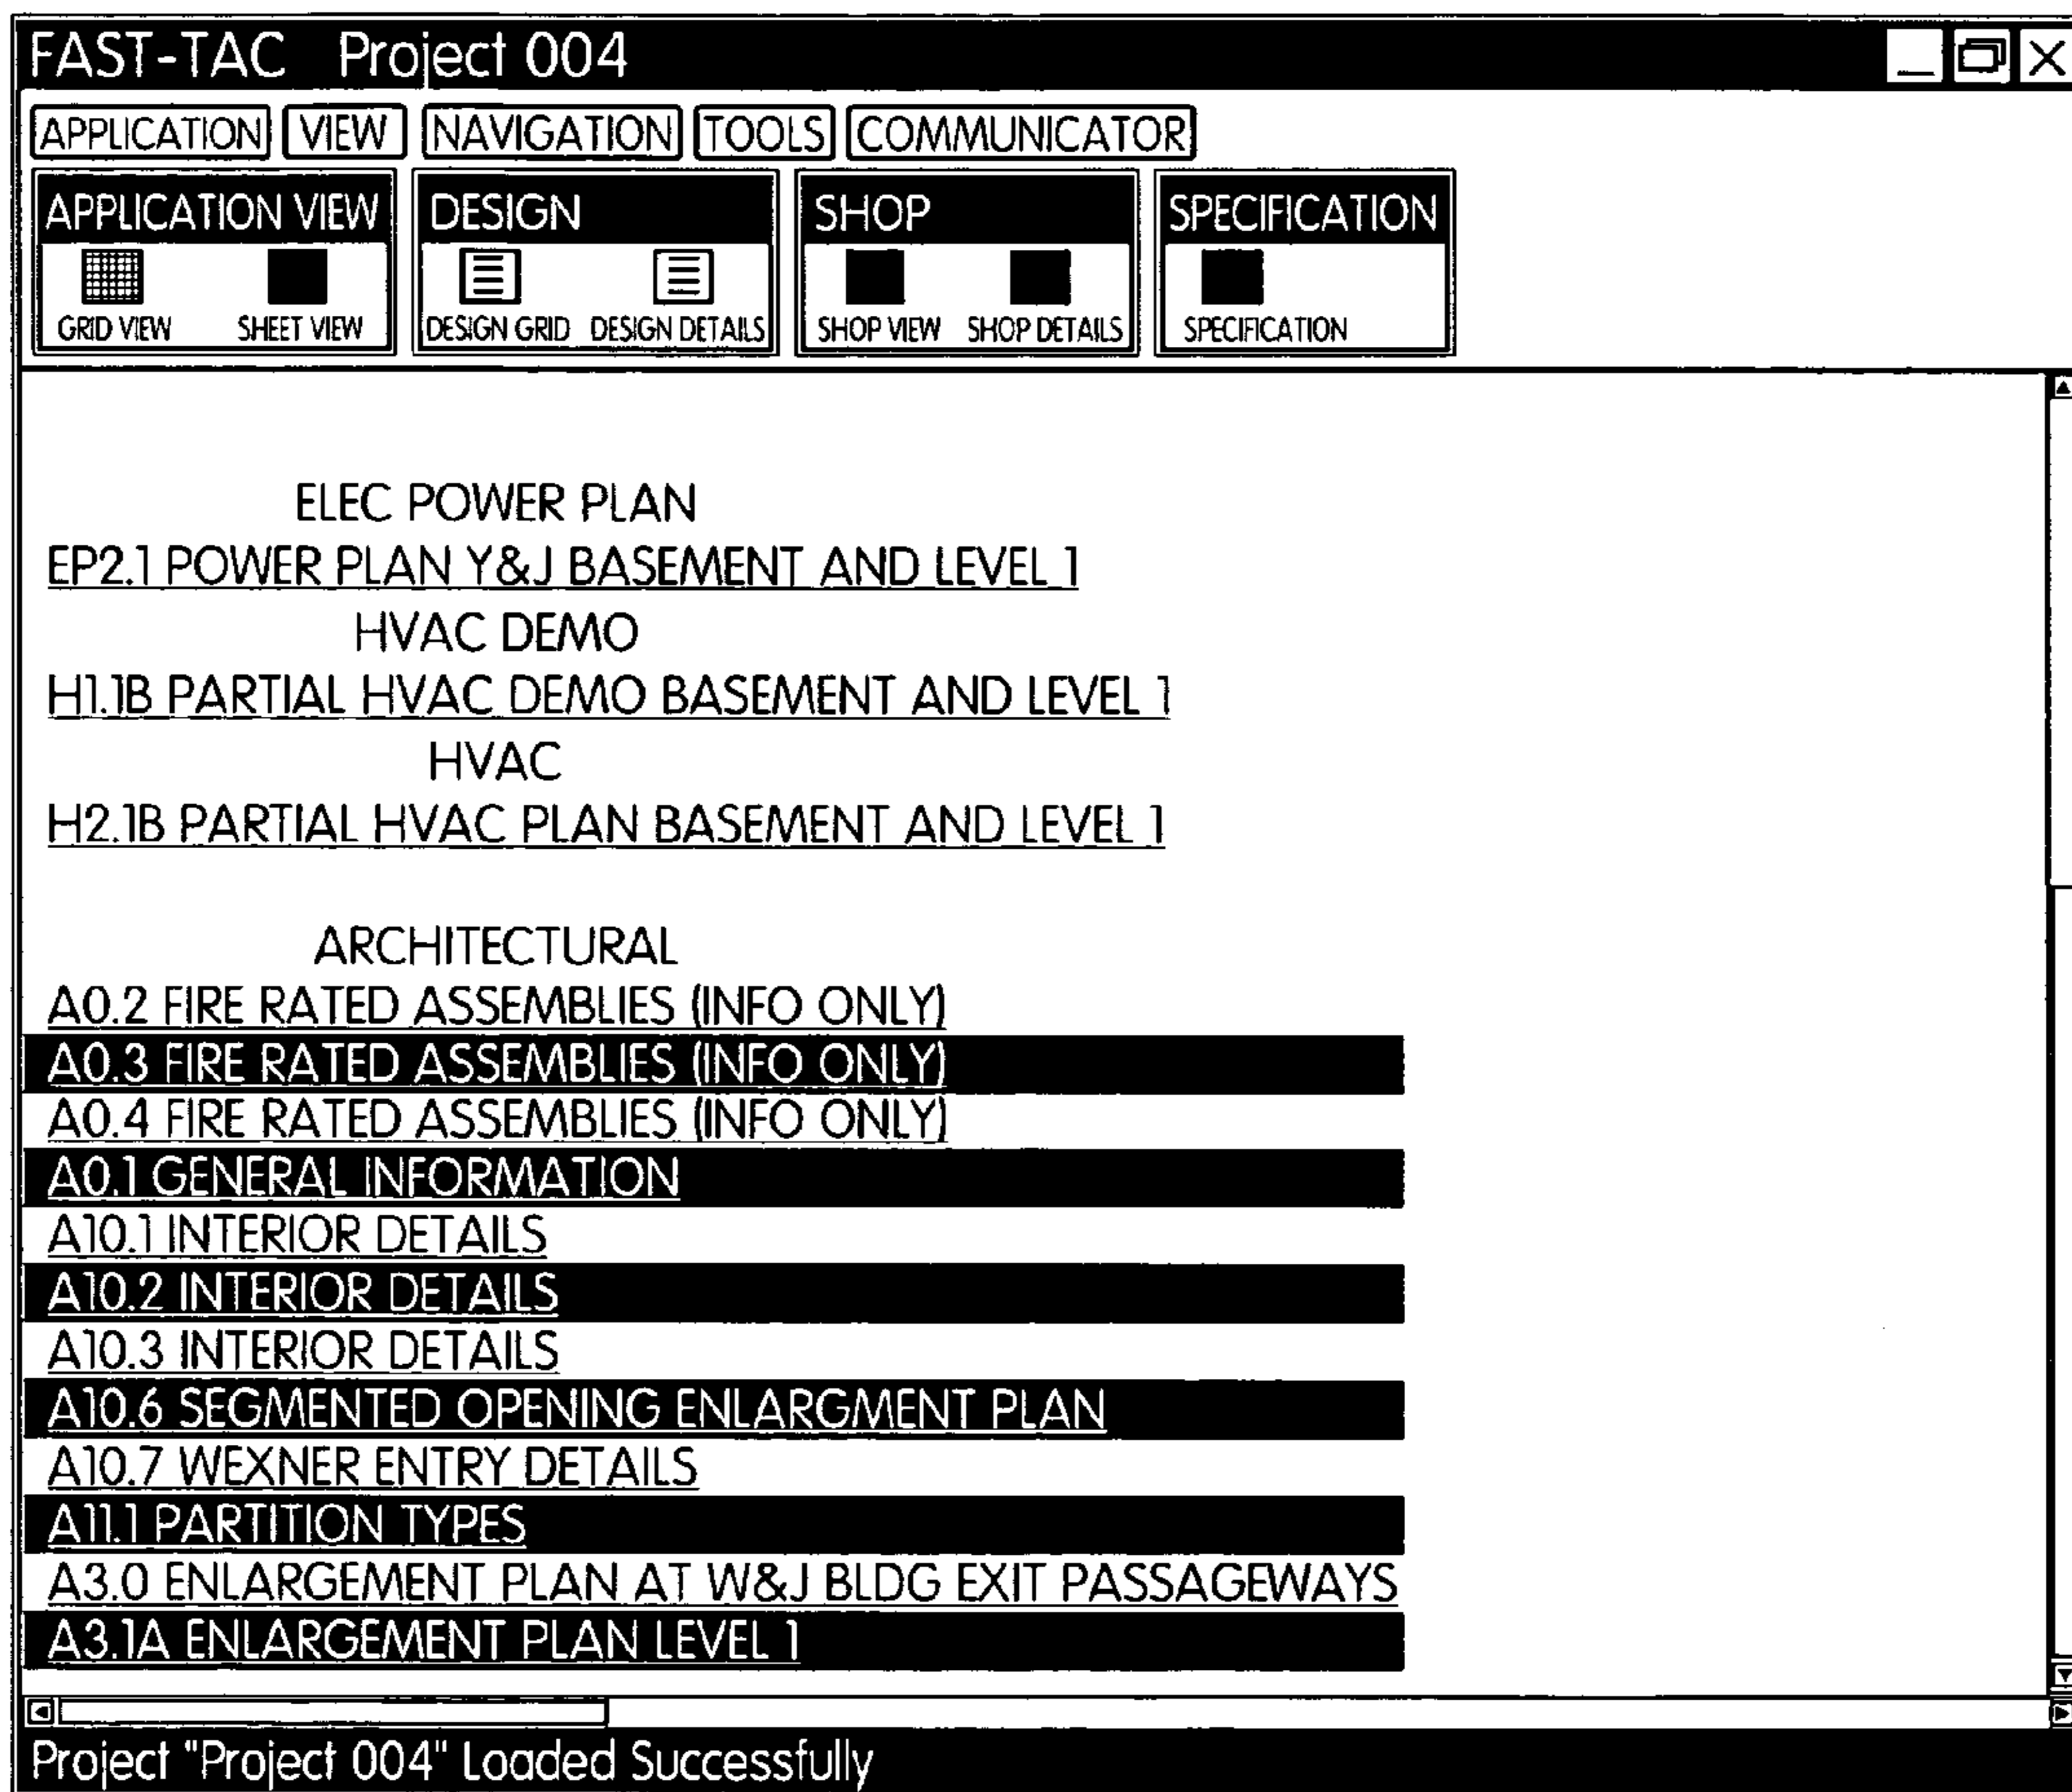 FAST-TAC Project 004
APPLICATION VIEW NAVIGATION TOOLS COMMUNICATOR
APPLICATION VIEW DESIGN SHOP SPECIFICATION
GRID VIEW SHEET VIEW DESIGN GRID DESIGN DETAILS SHOP VIEW SHOP DETAILS SPECIFICATION
ELEC POWER PLAN
EP2.1 POWER PLAN Y&J BASEMENT AND LEVEL 1
HVAC DEMO
H1.1B PARTIAL HVAC DEMO BASEMENT AND LEVEL 1
HVAC
H2.1B PARTIAL HVAC PLAN BASEMENT AND LEVEL 1
ARCHITECTURAL
A0.2 FIRE RATED ASSEMBLIES (INFO ONLY)
A0.3 FIRE RATED ASSEMBLIES (INFO ONLY)
A0.4 FIRE RATED ASSEMBLIES (INFO ONLY)
A0.1 GENERAL INFORMATION
A10.1 INTERIOR DETAILS
A10.2 INTERIOR DETAILS
A10.3 INTERIOR DETAILS
A10.6 SEGMENTED OPENING ENLARGMENT PLAN
A10.7 WEXNER ENTRY DETAILS
A11.1 PARTITION TYPES
A3.0 ENLARGEMENT PLAN AT W&J BLDG EXIT PASSAGEWAYS
A3.1A ENLARGEMENT PLAN LEVEL 1
Project "Project 004" Loaded Successfully